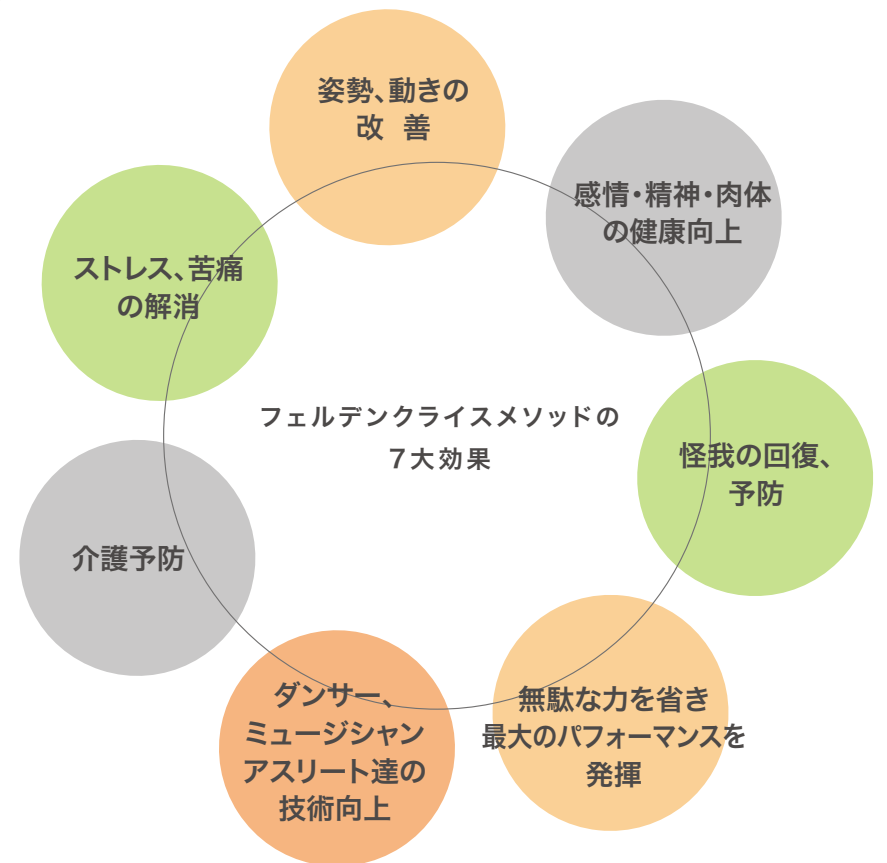 姿勢、動きの
改 善
感情・精神・肉体
の健康向上
ストレス、苦痛
の解消
フェルデンクライスメソッドの
7大効果
怪我の回復、
予防
介護予防
無駄な力を省き
最大のパフォーマンスを
発揮
ダンサー、
ミュージシャン
アスリート達の
技術向上